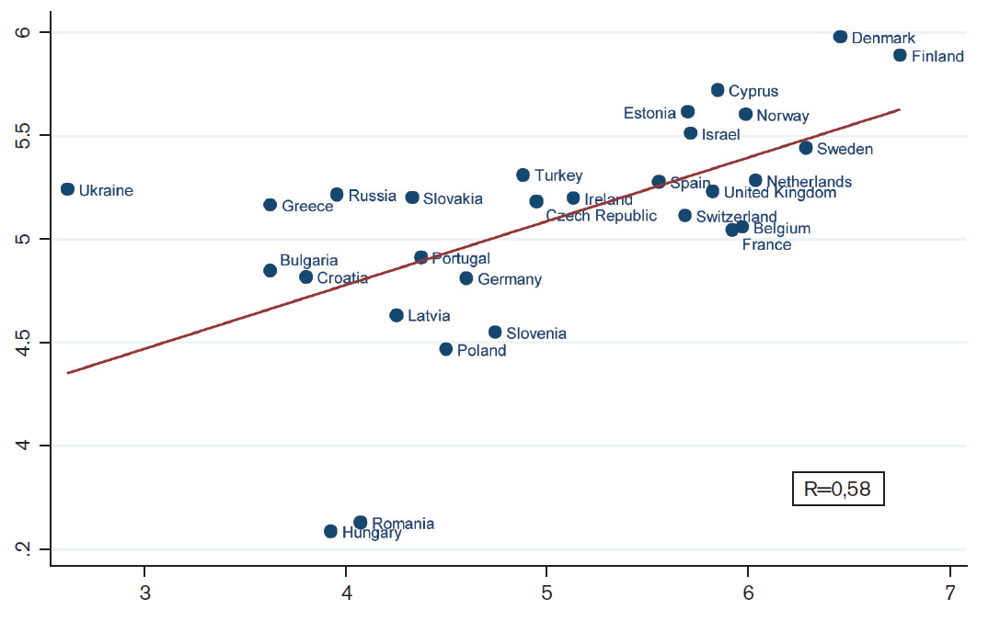 6
Denmark
Finland
Cyprus
Estonia
Norway
5.5
Israel
Sweden
Turkey
Spain
Netherlands
Ukraine
Russia
Slovakia
Ireland
United Kingdom
Greece
Czech Republic
Switzerland
Belgium
5
France
Bulgaria
Portugal
Croatia
Germany
Latvia
Slovenia
4.5
Poland
4
R=0,58
Romania
Hungary
.2
3 4 5 6 7